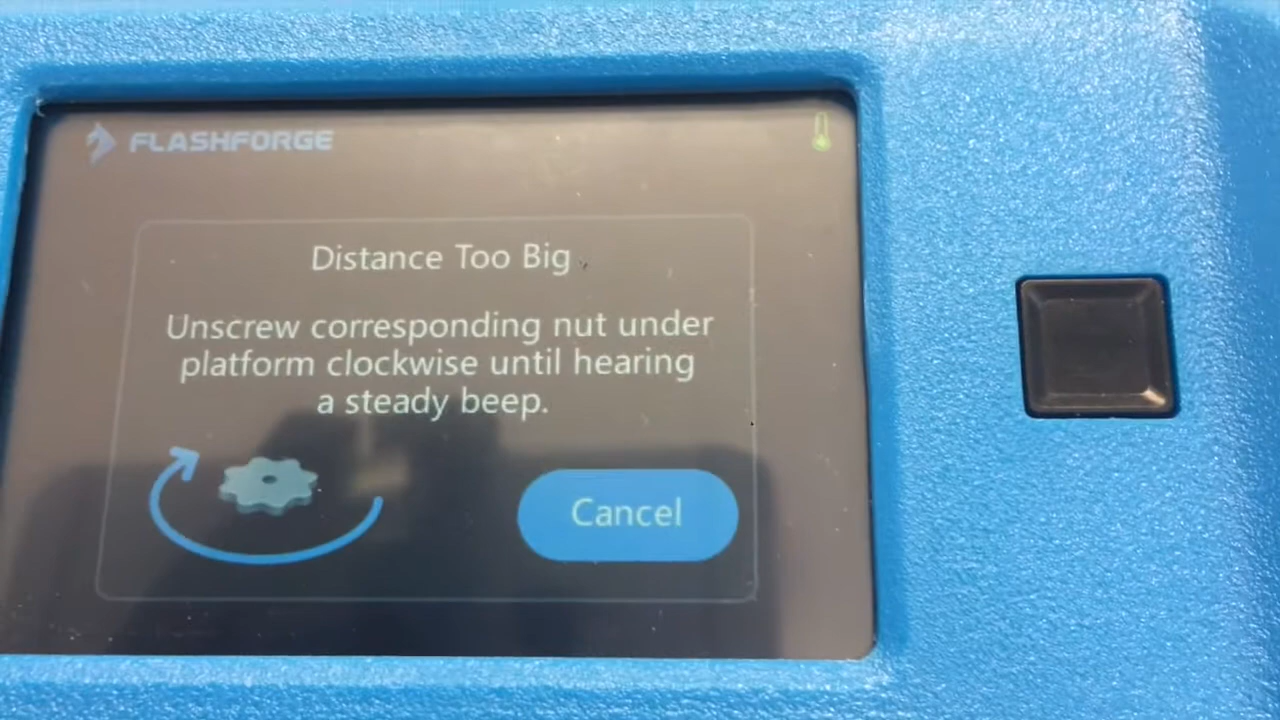 FLASHFORGE
Distance Too Big
Unscrew corresponding nut under
platform clockwise until hearing
a steady beep.
Cancel